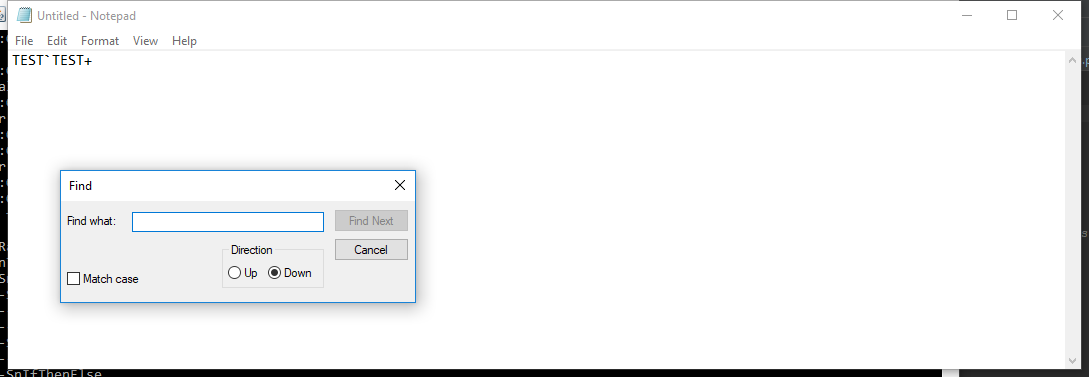 Untitled - Notepad
File Edit Format View Help
TEST`TEST+
Find
Find what:
Find Next
Cancel
Direction
Up Down
Match case
-SnIfThenElse